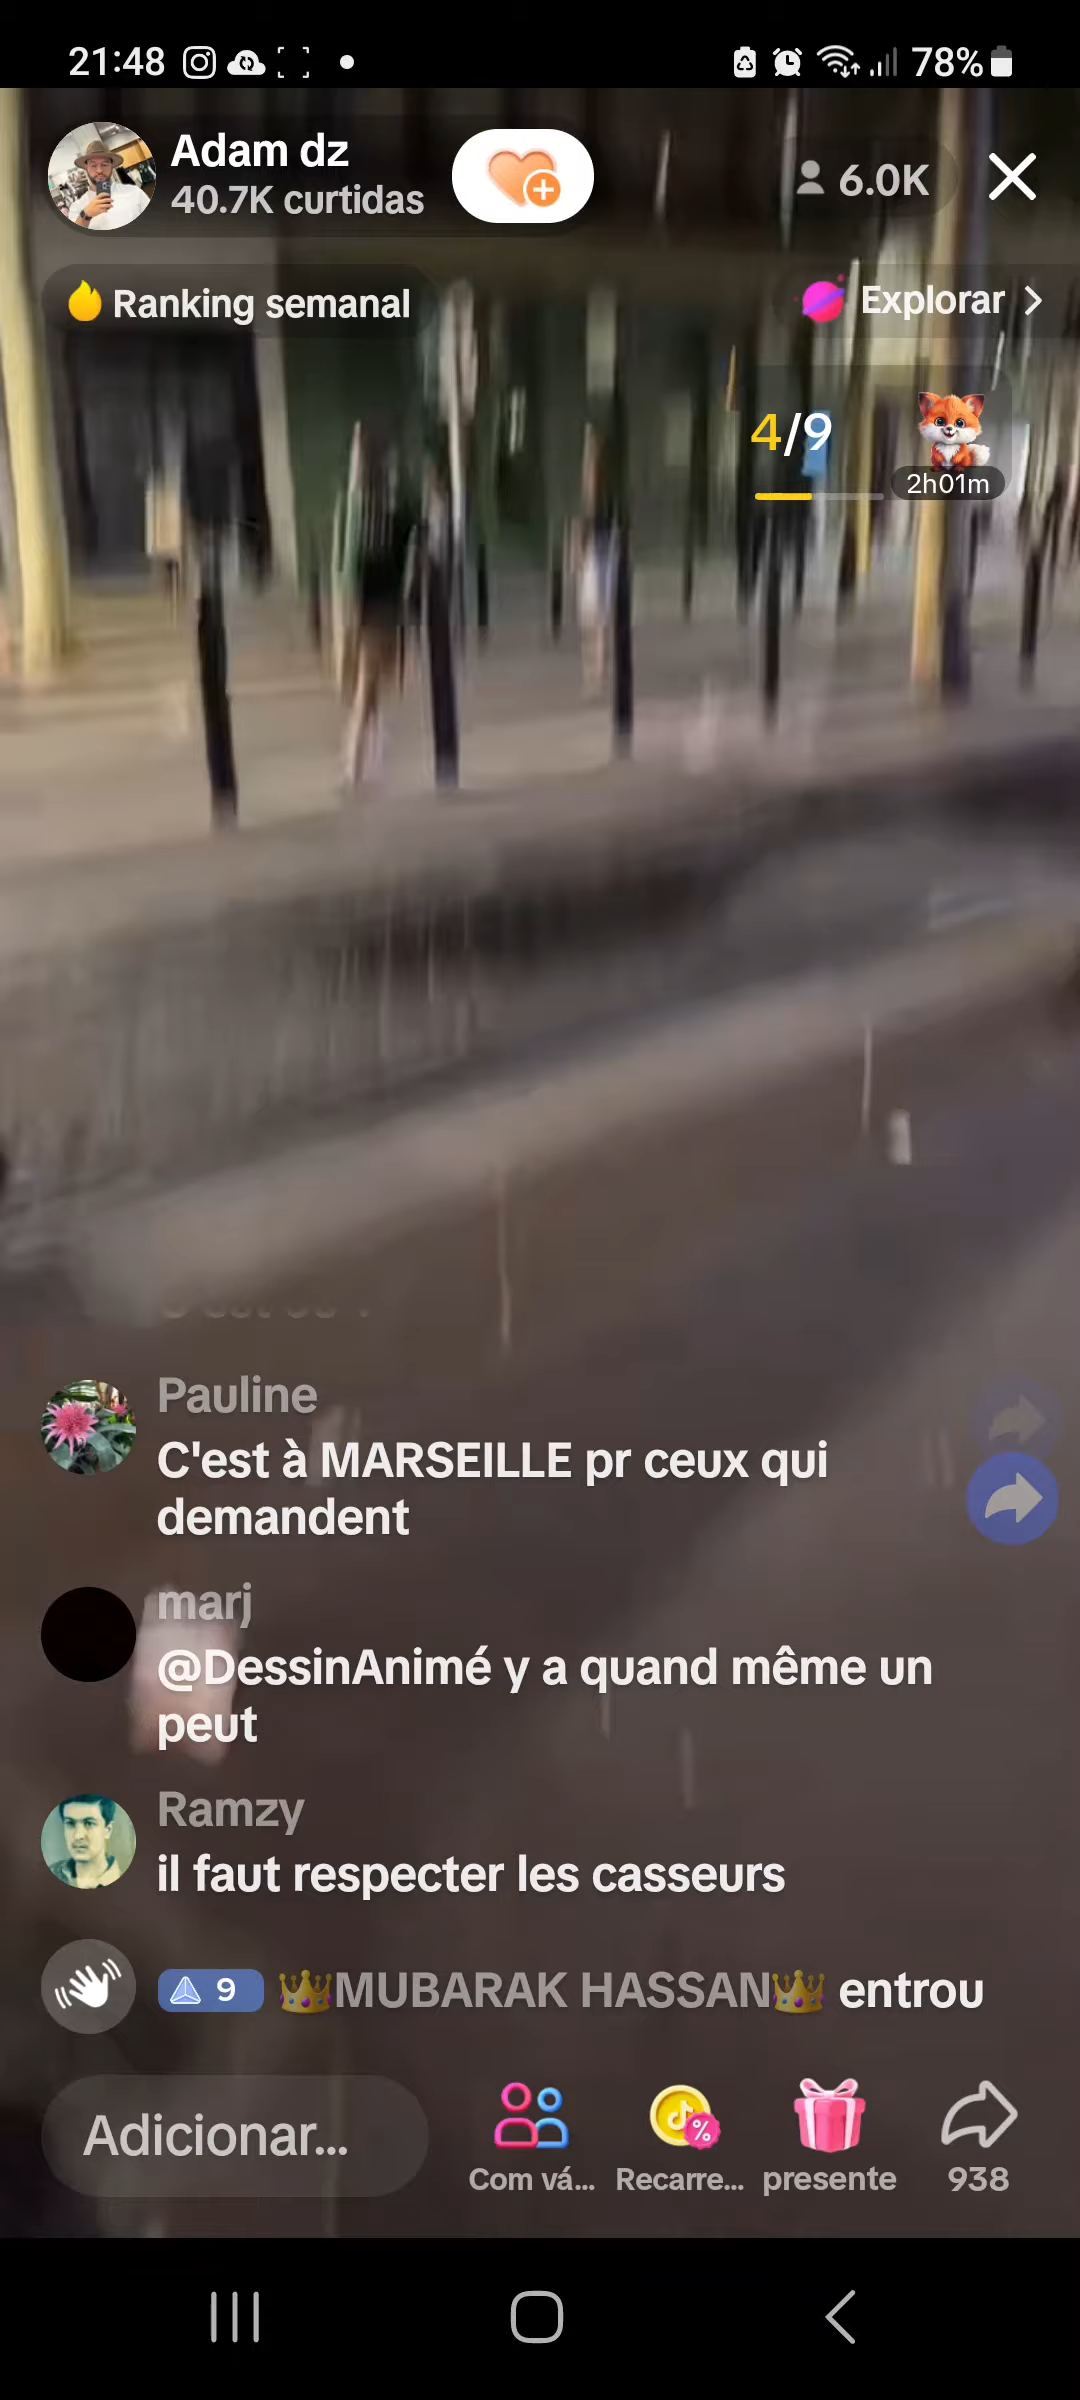 21:48
78%
Adam dz
40.7K curtidas
6.0K
Ranking semanal
Explorar
4/9
2h01m
Pauline
C'est à MARSEILLE pr ceux qui
demandent
marj
@DessinAnimé y a quand même un
peut
Ramzy
il faut respecter les casseurs
9 👑MUBARAK HASSAN👑 entrou
Adicionar...
Com vá... Recarre... presente 938